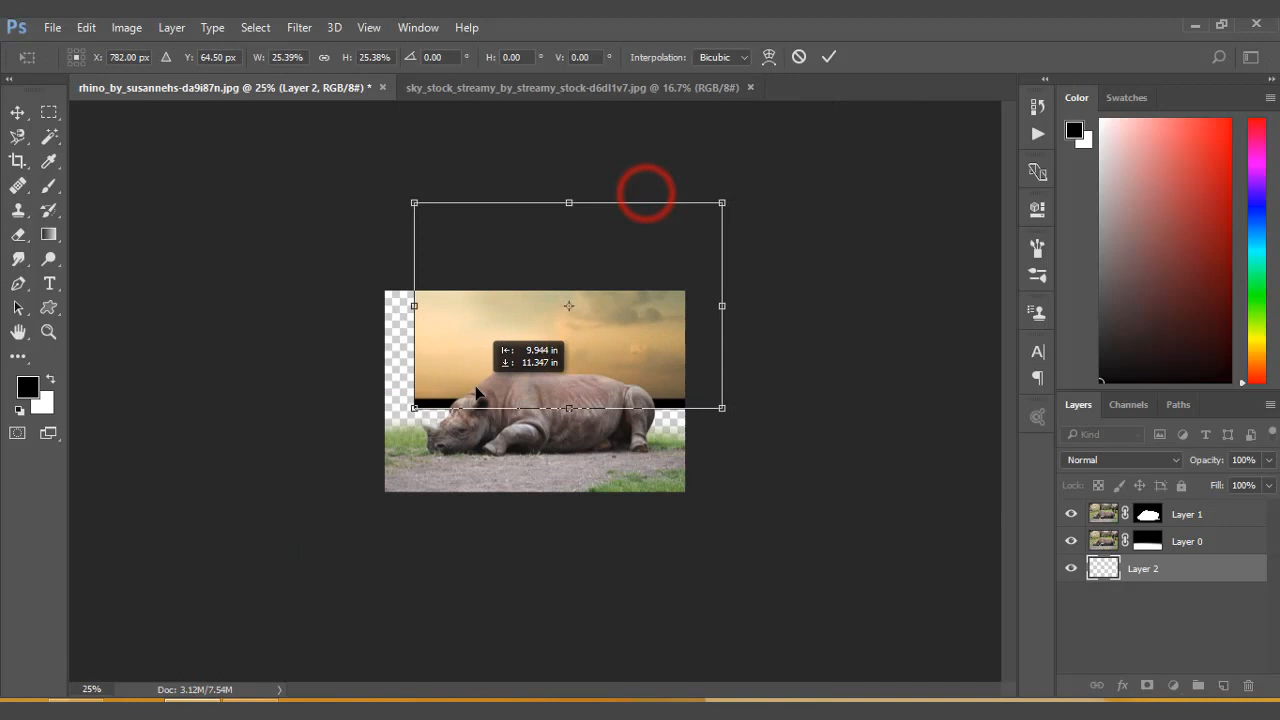 Ps File Edit Image Layer Type Select Filter 3D View Window Help
X: 782.00 px Y: 64.50 px W: 25.39% H: 25.38% 0.00 ° H: 0.00 ° V: 0.00 ° Interpolation: Bicubic
rhino_by_susannehs-da9i87n.jpg @ 25% (Layer 2, RGB/8#) * × sky_stock_streamy_by_streamy_stock-d6dl1v7.jpg @ 16.7% (RGB/8#) ×
Color Swatches
9.944 in
11.347 in
Layers Channels Paths
Kind
Normal Opacity: 100%
Lock: Fill: 100%
Layer 1
Layer 0
Layer 2
25% Doc: 3.12M/7.54M